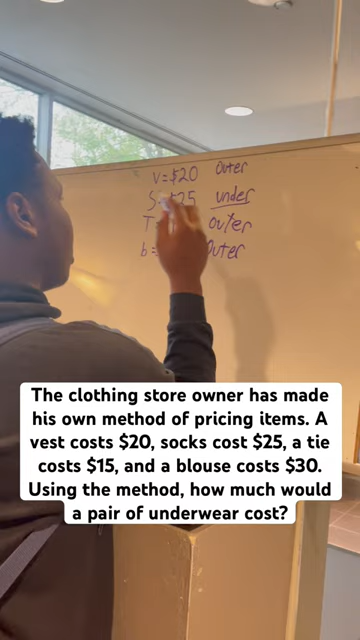 V = $20 Outer
S = $25 under
T outer
b = Outer
The clothing store owner has made
his own method of pricing items. A
vest costs $20, socks cost $25, a tie
costs $15, and a blouse costs $30.
Using the method, how much would
a pair of underwear cost?